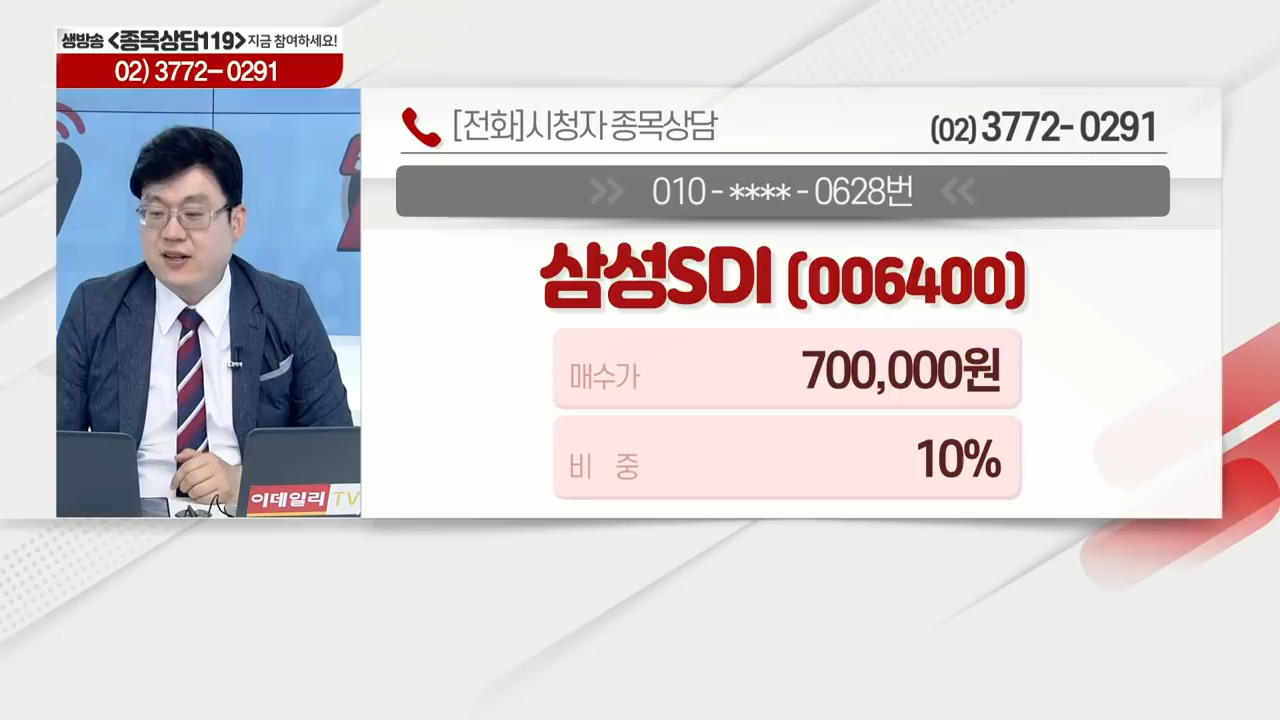 생방송 <종목상담119> 지금 참여하세요!
02) 3772-0291
[전화]시청자 종목상담
(02) 3772-0291
010 - **** - 0628번
삼성SDI (006400)
매수가 700,000원
비 중 10%
이데일리 TV